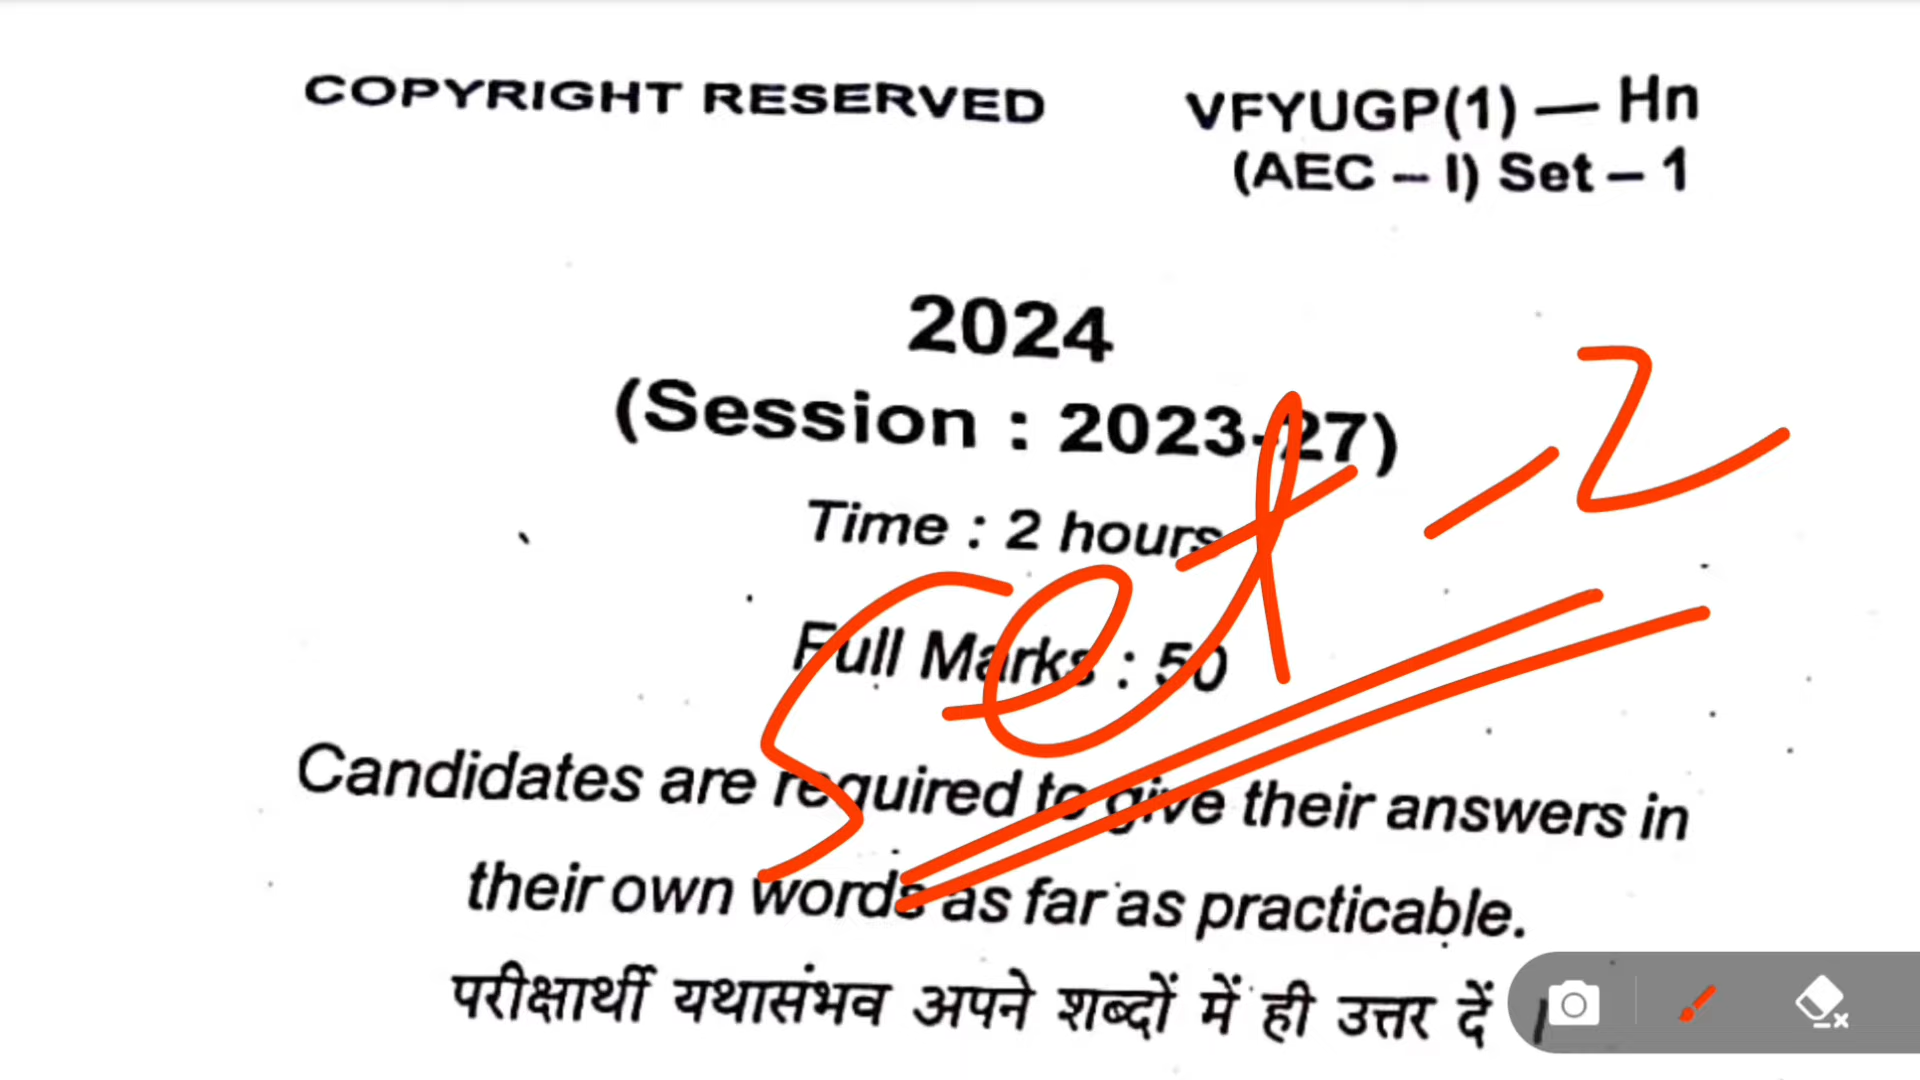 COPYRIGHT RESERVED
VFYUGP(1) — Hn
(AEC – I) Set – 1
2024
(Session : 2023-27)
Time : 2 hours
Full Marks : 50
Set - 2
Candidates are required to give their answers in
their own words as far as practicable.
परीक्षार्थी यथासंभव अपने शब्दों में ही उत्तर दें ।